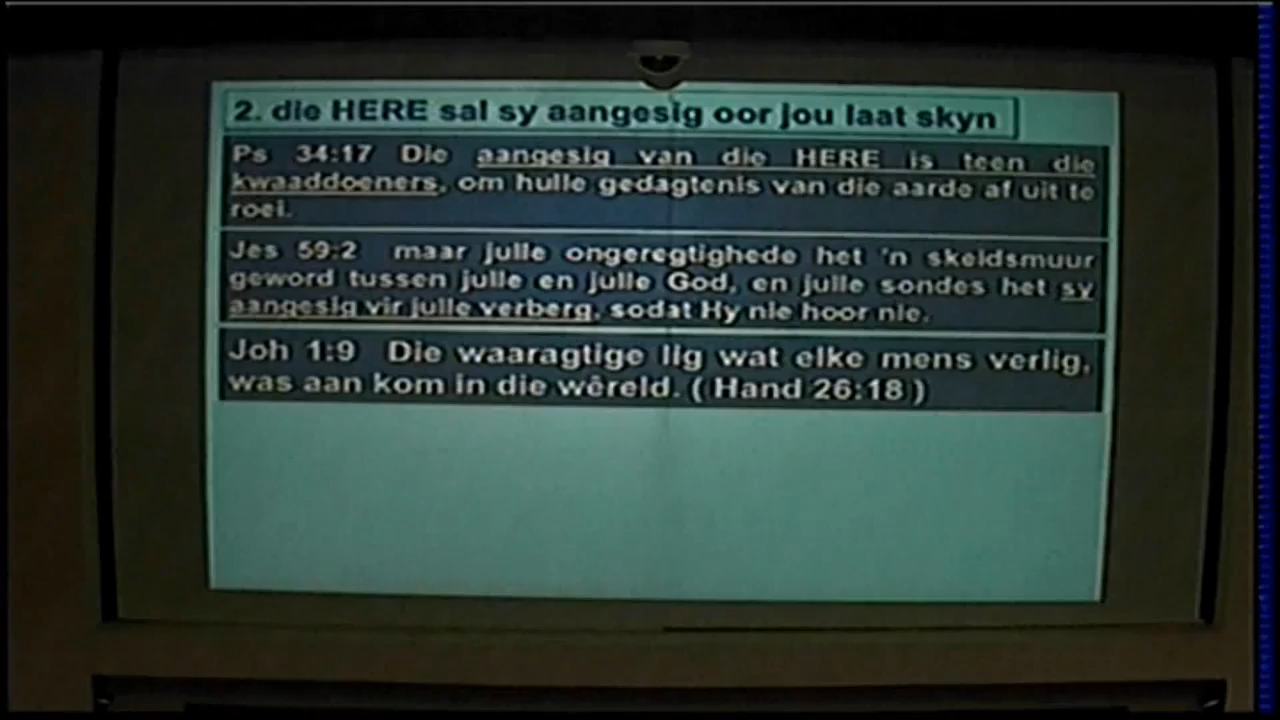 2. die HERE sal sy aangesig oor jou laat skyn
Ps 34:17 Die aangesig van die HERE is teen die
kwaaddoeners, om hulle gedagtenis van die aarde af uit te
roei.
Jes 59:2 maar julle ongeregtighede het 'n skeidsmuur
geword tussen julle en julle God, en julle sondes het sy
aangesig vir julle verberg, sodat Hy nie hoor nie.
Joh 1:9 Die waaragtige lig wat elke mens verlig,
was aan kom in die wêreld. ( Hand 26:18 )